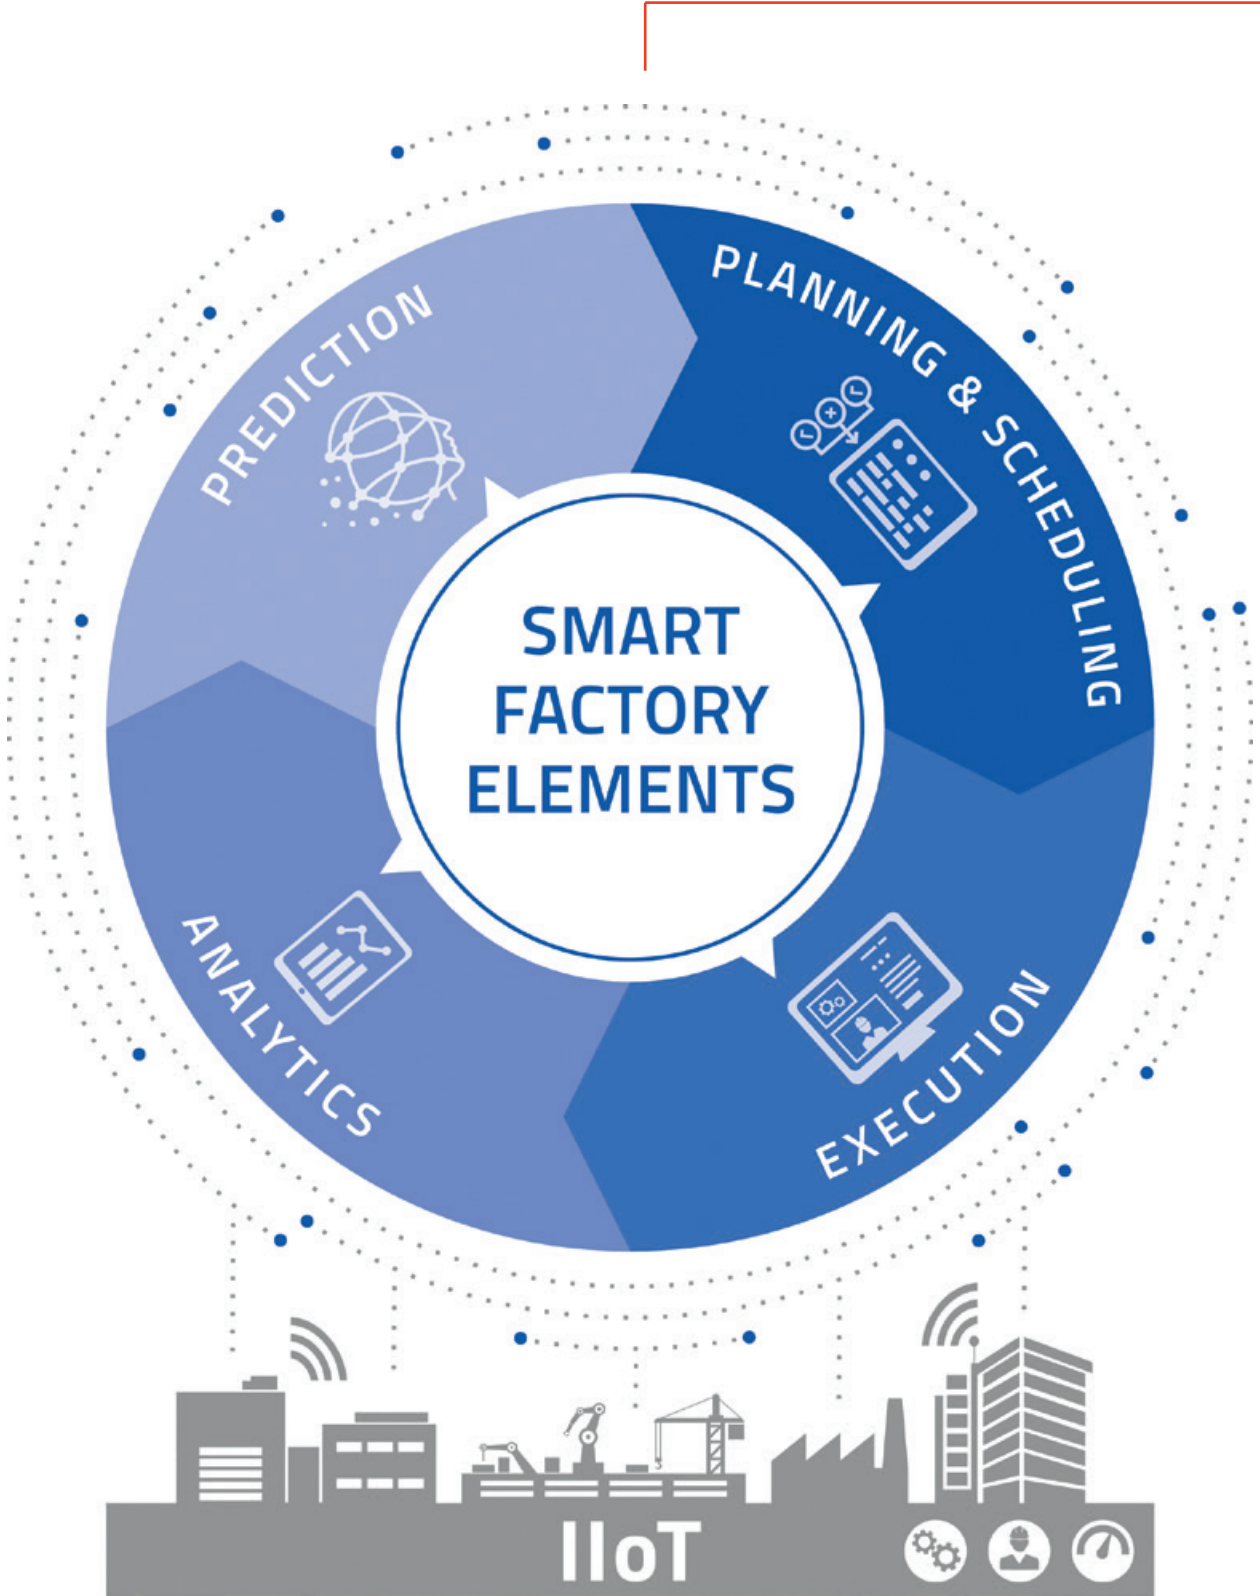 PREDICTION
PLANNING & SCHEDULING
SMART
FACTORY
ELEMENTS
ANALYTICS
EXECUTION
IIoT